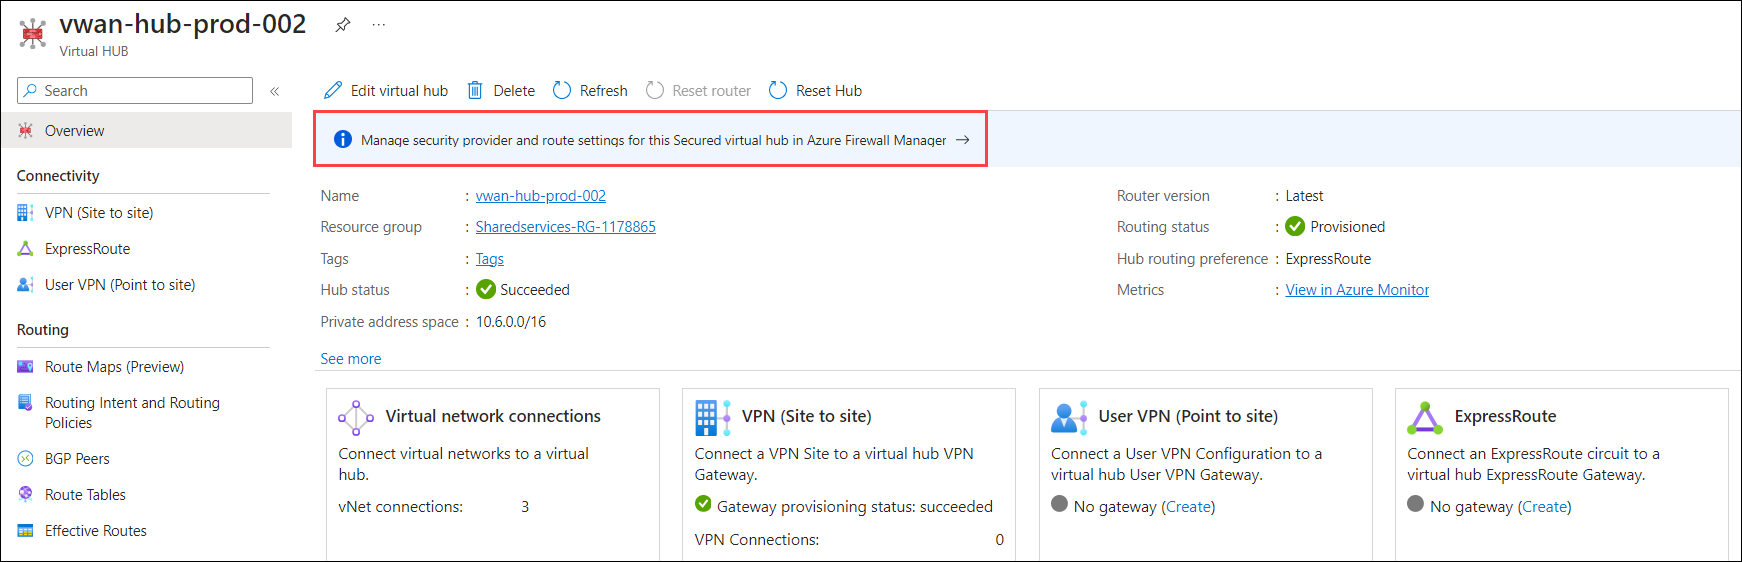 vwan-hub-prod-002
Virtual HUB
Search
Overview
Connectivity
VPN (Site to site)
ExpressRoute
User VPN (Point to site)
Routing
Route Maps (Preview)
Routing Intent and Routing
Policies
BGP Peers
Route Tables
Effective Routes
Edit virtual hub
Delete
Refresh
Reset router
Reset Hub
Manage security provider and route settings for this Secured virtual hub in Azure Firewall Manager →
Name : vwan-hub-prod-002
Resource group : Sharedservices-RG-1178865
Tags : Tags
Hub status : Succeeded
Private address space : 10.6.0.0/16
See more
Router version : Latest
Routing status : Provisioned
Hub routing preference : ExpressRoute
Metrics : View in Azure Monitor
Virtual network connections
Connect virtual networks to a virtual
hub.
vNet connections: 3
VPN (Site to site)
Connect a VPN Site to a virtual hub VPN
Gateway.
Gateway provisioning status: succeeded
VPN Connections: 0
User VPN (Point to site)
Connect a User VPN Configuration to a
virtual hub User VPN Gateway.
No gateway (Create)
ExpressRoute
Connect an ExpressRoute circuit to a
virtual hub ExpressRoute Gateway.
No gateway (Create)